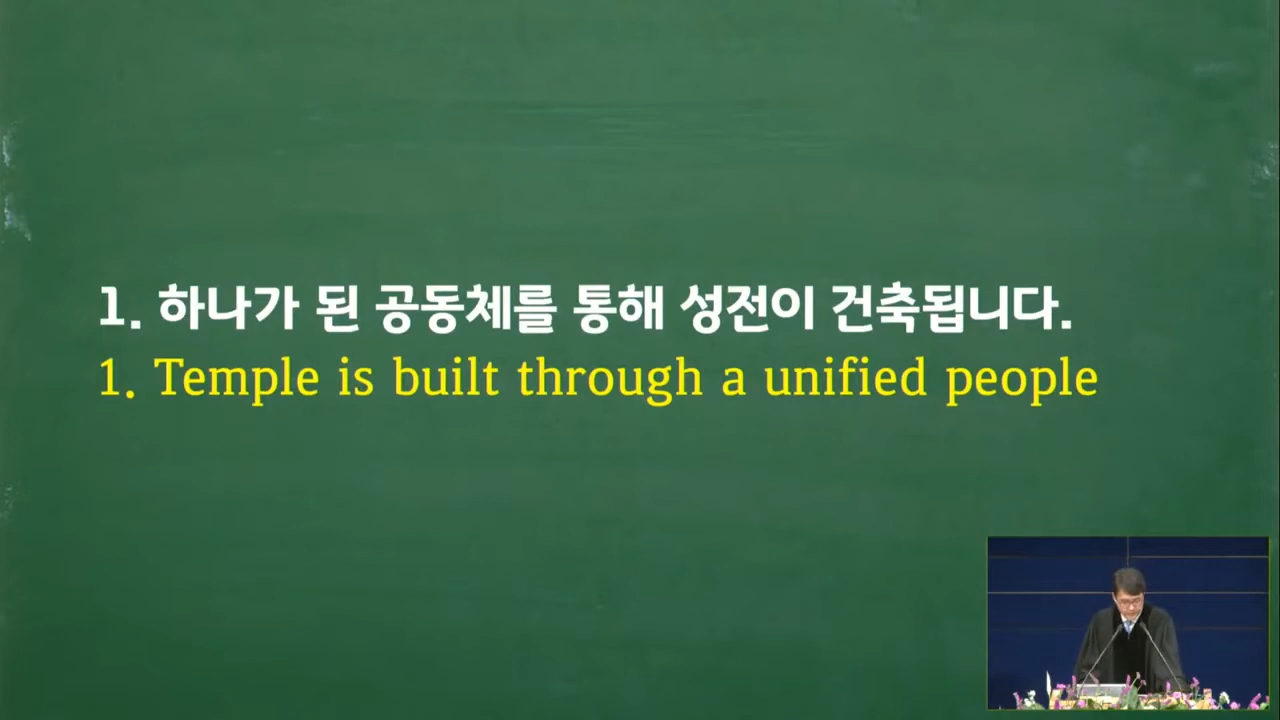 1. 하나가 된 공동체를 통해 성전이 건축됩니다.
1. Temple is built through a unified people